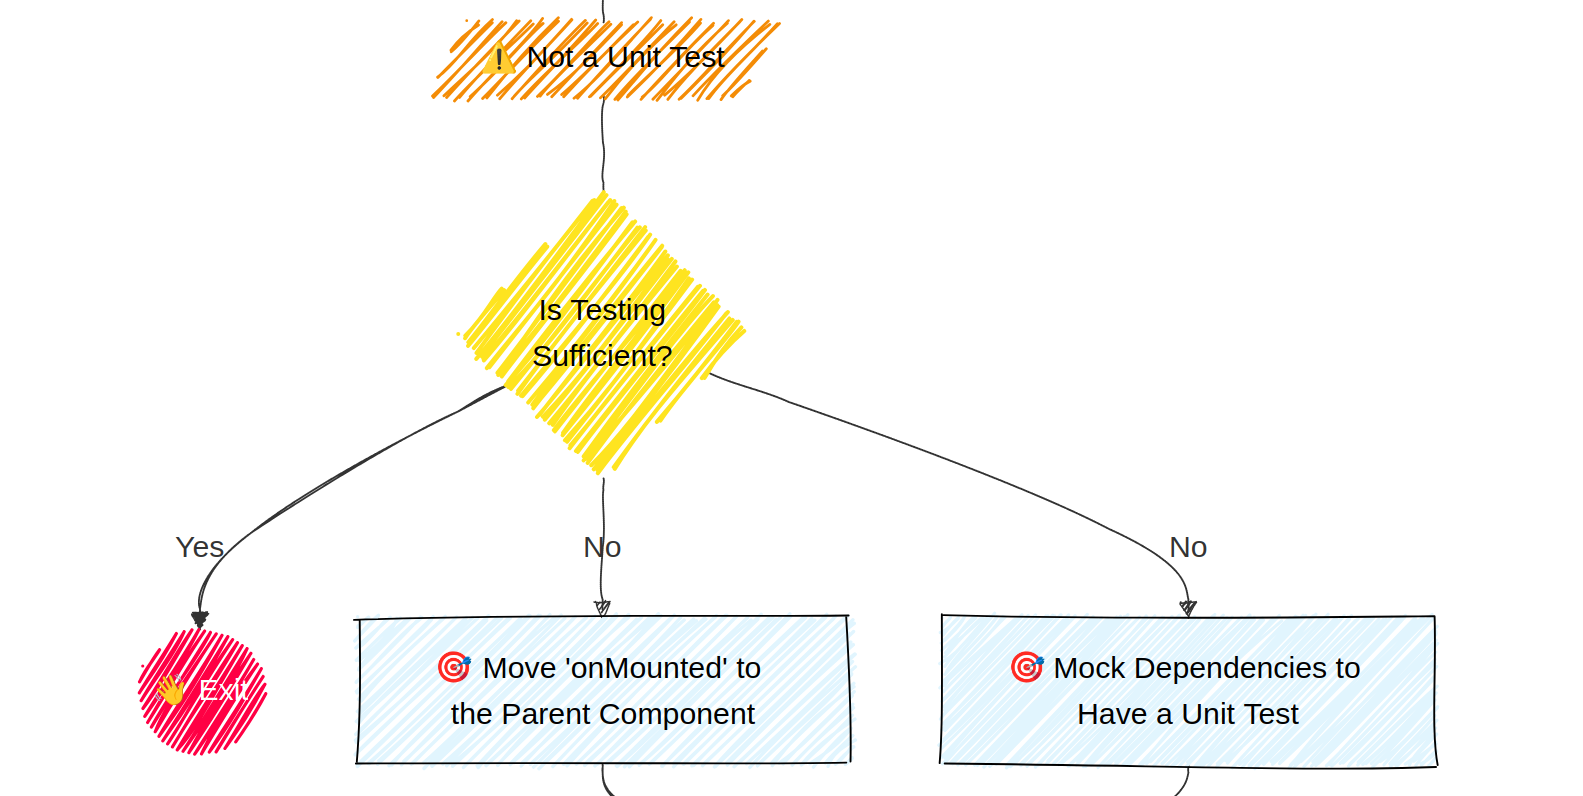 ⚠️ Not a Unit Test
Is Testing
Sufficient?
Yes
No
No
👋 Exit
🎯 Move 'onMounted' to
the Parent Component
🎯 Mock Dependencies to
Have a Unit Test